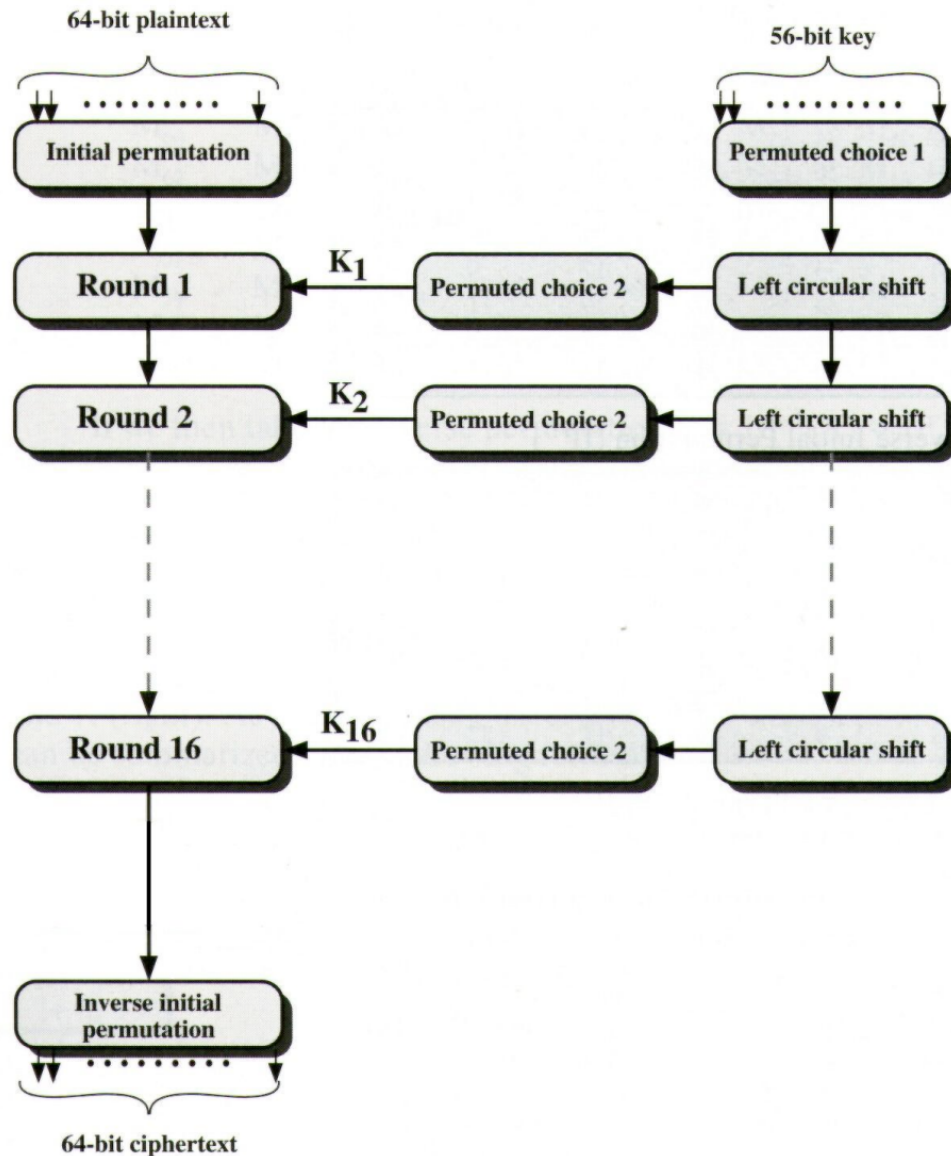 64-bit plaintext
56-bit key
Initial permutation
Permuted choice 1
Round 1
K1
Permuted choice 2
Left circular shift
Round 2
K2
Permuted choice 2
Left circular shift
Round 16
K16
Permuted choice 2
Left circular shift
Inverse initial
permutation
64-bit ciphertext